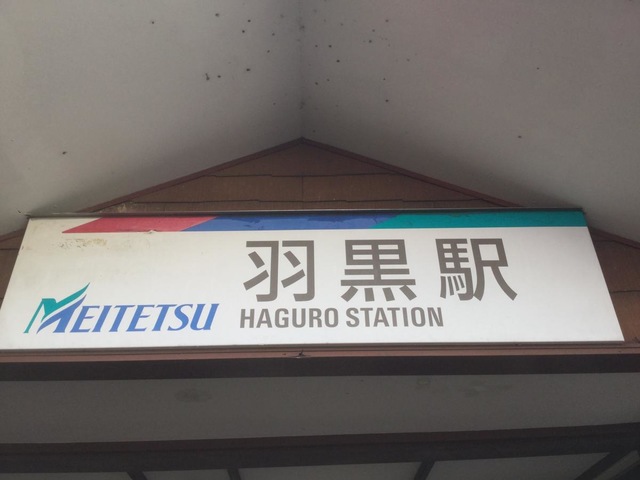 羽黒駅
MEITETSU HAGURO STATION